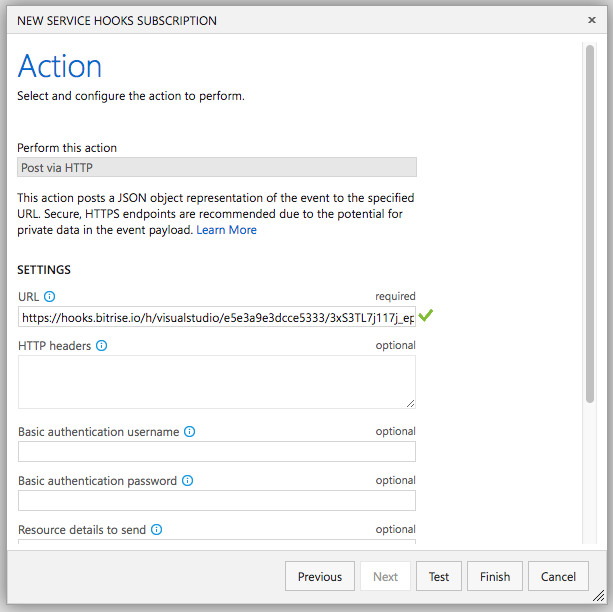 NEW SERVICE HOOKS SUBSCRIPTION
Action
Select and configure the action to perform.
Perform this action
Post via HTTP
This action posts a JSON object representation of the event to the specified
URL. Secure, HTTPS endpoints are recommended due to the potential for
private data in the event payload. Learn More
SETTINGS
URL required
https://hooks.bitrise.io/h/visualstudio/e5e3a9e3dcce5333/3xS3TL7j117j_ep
HTTP headers optional
Basic authentication username optional
Basic authentication password optional
Resource details to send optional
Previous Next Test Finish Cancel